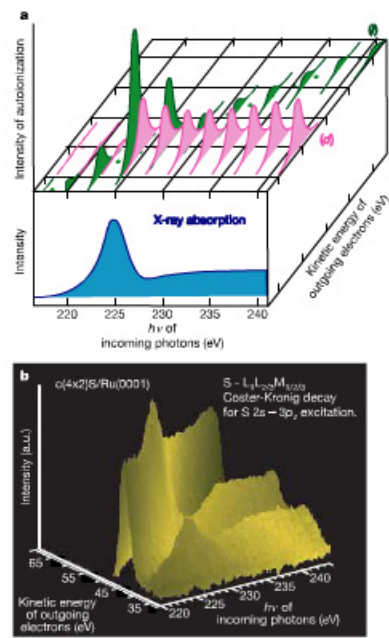 a
Intensity of autoionization
Intensity
X-ray absorption
220 225 230 235 240
hν of
incoming photons (eV)
Kinetic energy of
outgoing electrons (eV)
b
c(4x2)S/Ru(0001)
S - L₁L₂/₃M₁/₂/₃
Coster-Kronig decay
for S 2s – 3pz excitation.
Intensity (a.u.)
65 55 45 35
Kinetic energy
of outgoing
electrons (eV)
220 225 230 235 240
hν of
incoming photons (eV)